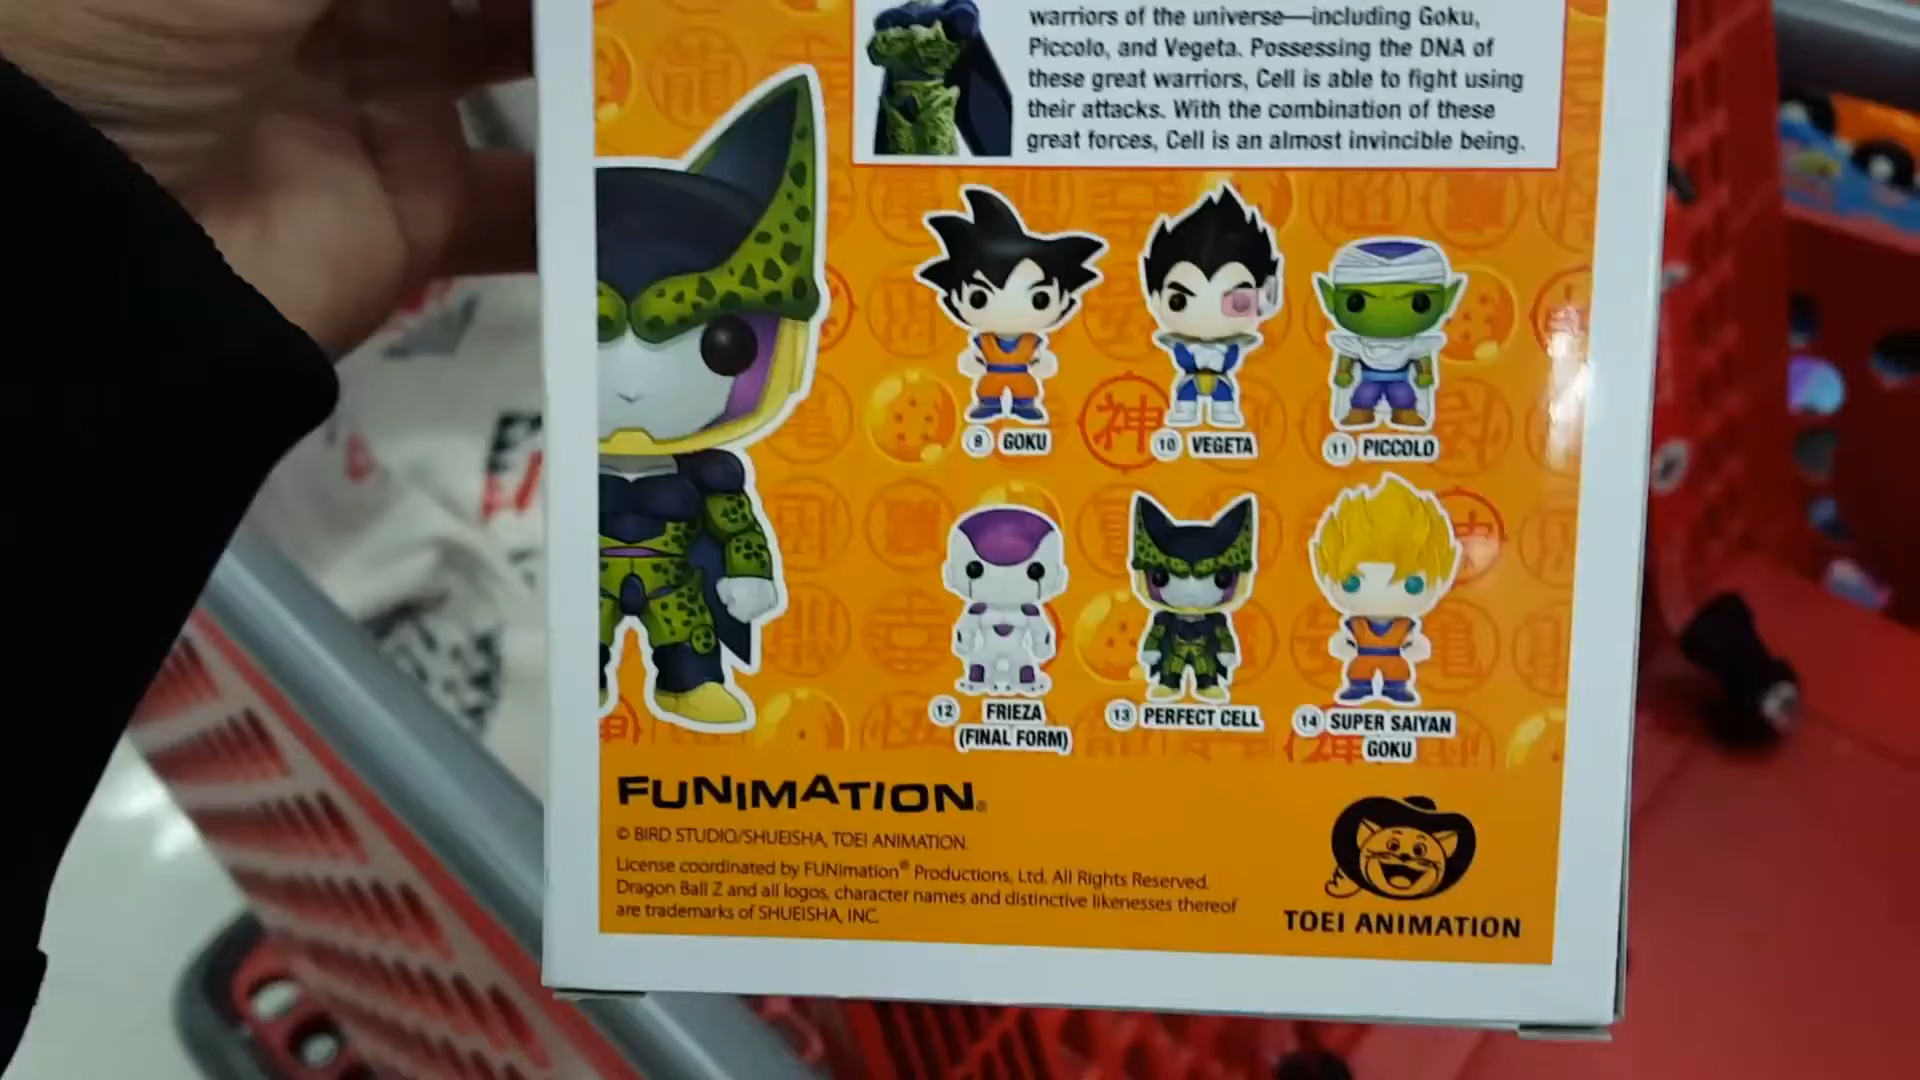 warriors of the universe—including Goku,
Piccolo, and Vegeta. Possessing the DNA of
these great warriors, Cell is able to fight using
their attacks. With the combination of these
great forces, Cell is an almost invincible being.
神
9 GOKU
10 VEGETA
11 PICCOLO
12 FRIEZA
(FINAL FORM)
13 PERFECT CELL
14 SUPER SAIYAN
GOKU
FUNIMATION®
© BIRD STUDIO/SHUEISHA, TOEI ANIMATION.
License coordinated by FUNimation® Productions, Ltd. All Rights Reserved.
Dragon Ball Z and all logos, character names and distinctive likenesses thereof
are trademarks of SHUEISHA, INC.
TOEI ANIMATION